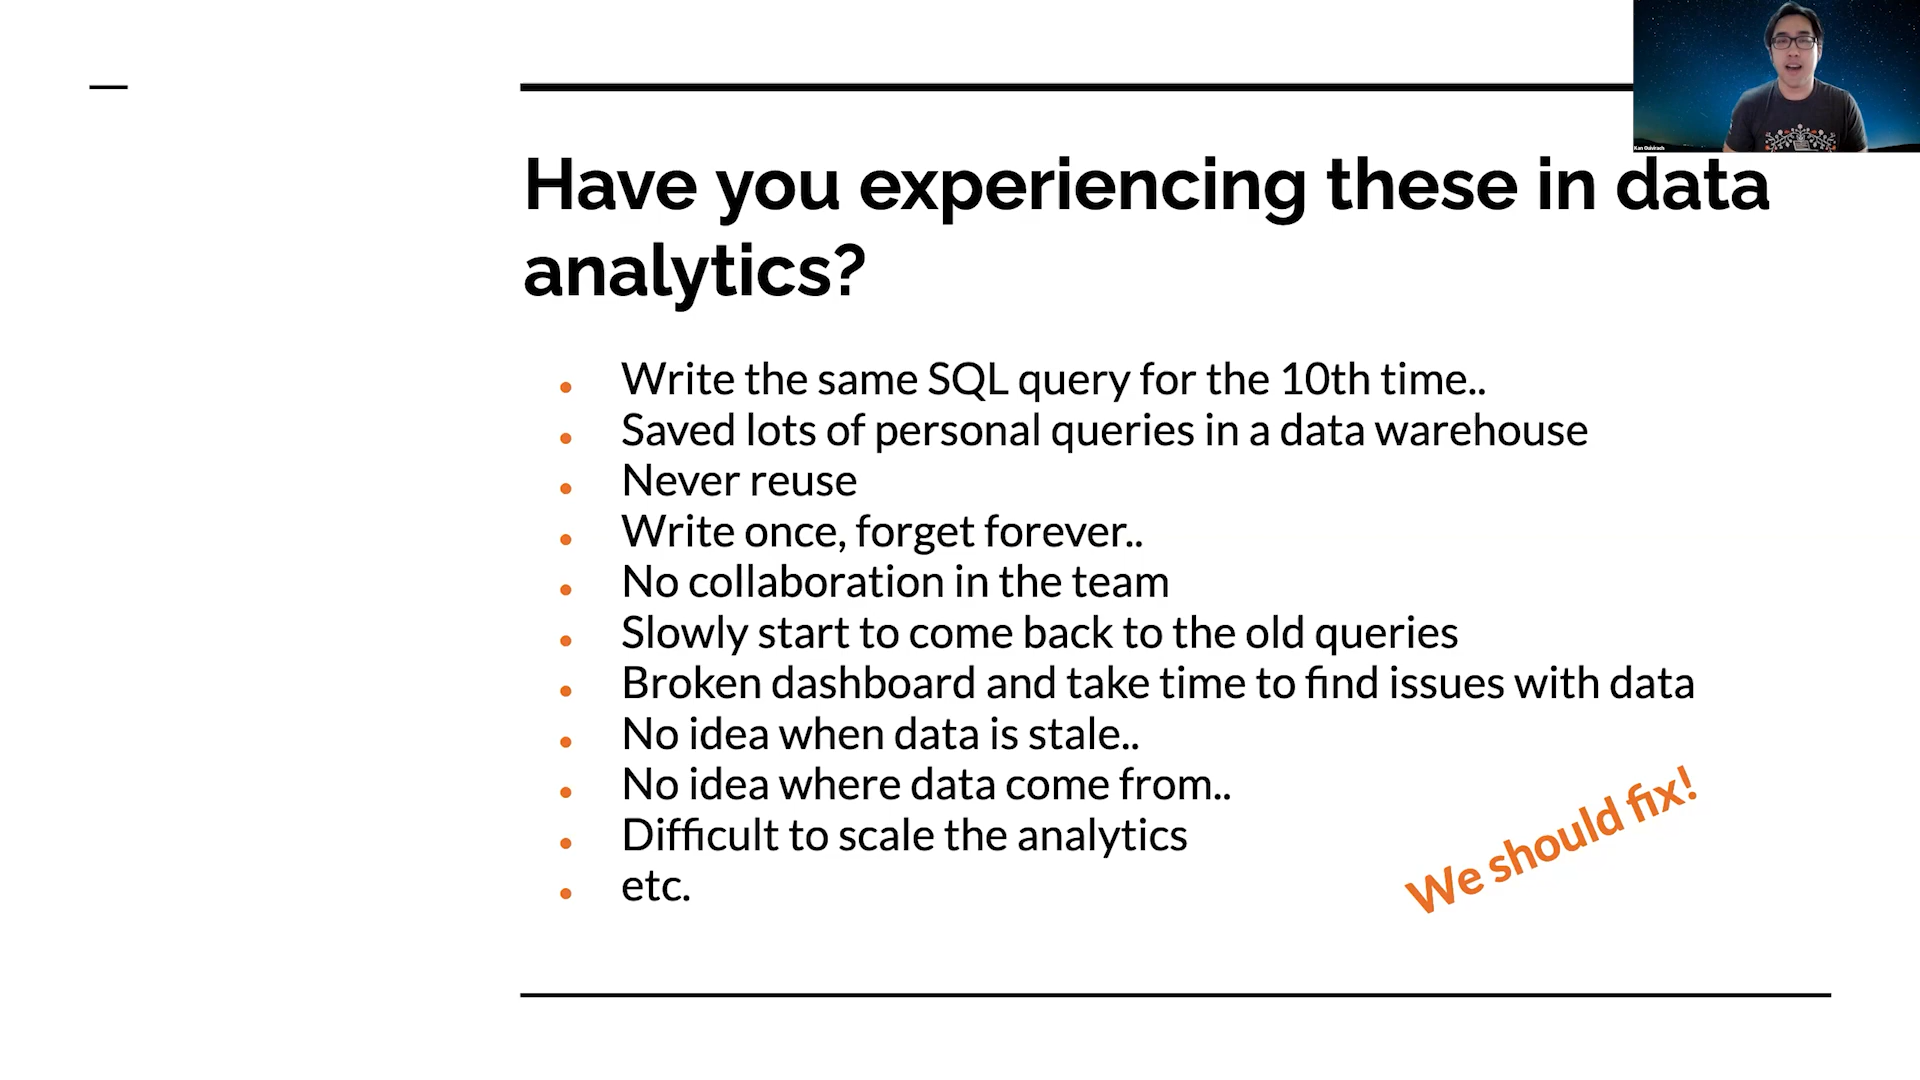 Kan Ouivirach
Have you experiencing these in data
analytics?
Write the same SQL query for the 10th time..
Saved lots of personal queries in a data warehouse
Never reuse
Write once, forget forever..
No collaboration in the team
Slowly start to come back to the old queries
Broken dashboard and take time to find issues with data
No idea when data is stale..
No idea where data come from..
Difficult to scale the analytics
etc.
We should fix!